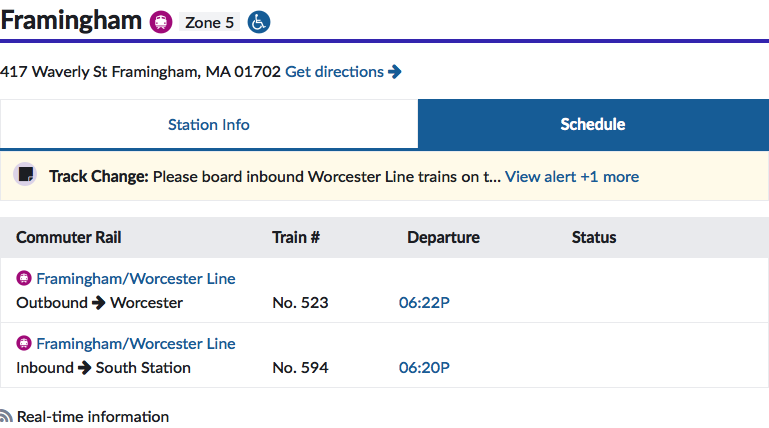 Framingham Zone 5
417 Waverly St Framingham, MA 01702 Get directions
Station Info Schedule
Track Change: Please board inbound Worcester Line trains on t... View alert +1 more
Commuter Rail Train # Departure Status
Framingham/Worcester Line
Outbound → Worcester No. 523 06:22P
Framingham/Worcester Line
Inbound → South Station No. 594 06:20P
Real-time information